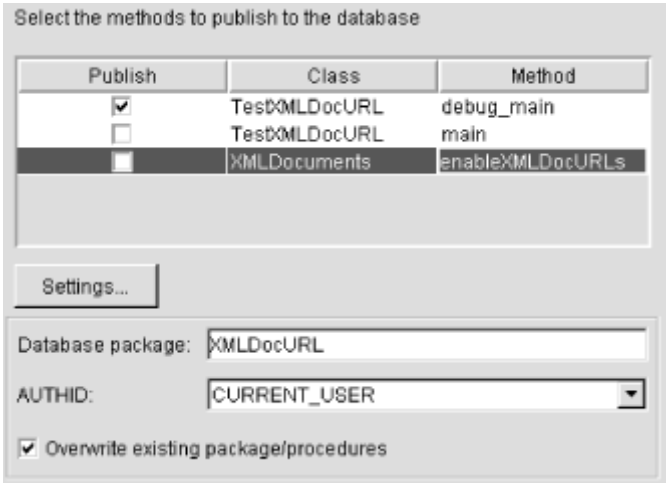 Select the methods to publish to the database
Publish Class Method
TestXMLDocURL debug_main
TestXMLDocURL main
XMLDocuments enableXMLDocURLs
Settings...
Database package: XMLDocURL
AUTHID: CURRENT_USER
Overwrite existing package/procedures